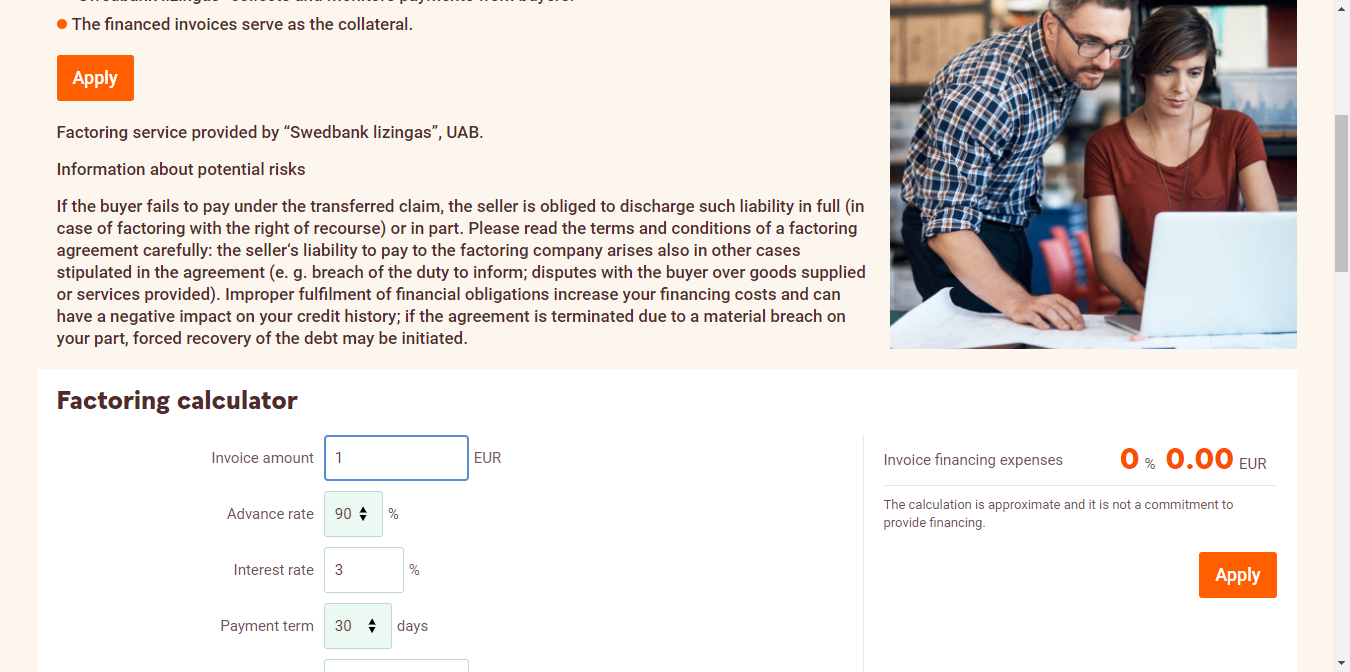 The financed invoices serve as the collateral.
Apply
Factoring service provided by “Swedbank lizingas”, UAB.
Information about potential risks
If the buyer fails to pay under the transferred claim, the seller is obliged to discharge such liability in full (in
case of factoring with the right of recourse) or in part. Please read the terms and conditions of a factoring
agreement carefully: the seller‘s liability to pay to the factoring company arises also in other cases
stipulated in the agreement (e. g. breach of the duty to inform; disputes with the buyer over goods supplied
or services provided). Improper fulfilment of financial obligations increase your financing costs and can
have a negative impact on your credit history; if the agreement is terminated due to a material breach on
your part, forced recovery of the debt may be initiated.
Factoring calculator
Invoice amount 1 EUR
Advance rate 90 %
Interest rate 3 %
Payment term 30 days
Invoice financing expenses 0 % 0.00 EUR
The calculation is approximate and it is not a commitment to
provide financing.
Apply